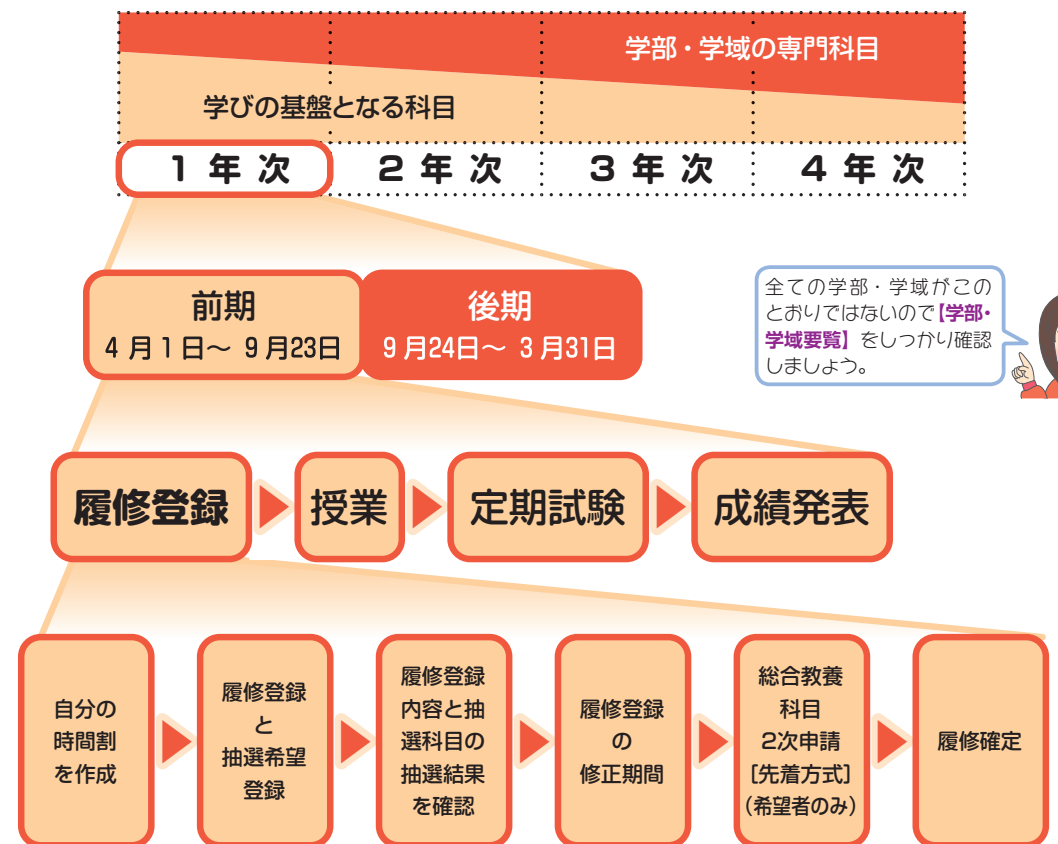 学部・学域の専門科目
学びの基盤となる科目
1年次
2年次
3年次
4年次
前期
4月1日～9月23日
後期
9月24日～3月31日
全ての学部・学域がこの
とおりではないので【学部・
学域要覧】をしっかり確認
しましょう。
履修登録
授業
定期試験
成績発表
自分の
時間割
を作成
履修登録
と
抽選希望
登録
履修登録
内容と抽
選科目の
抽選結果
を確認
履修登録
の
修正期間
総合教養
科目
2次申請
[先着方式]
(希望者のみ)
履修確定